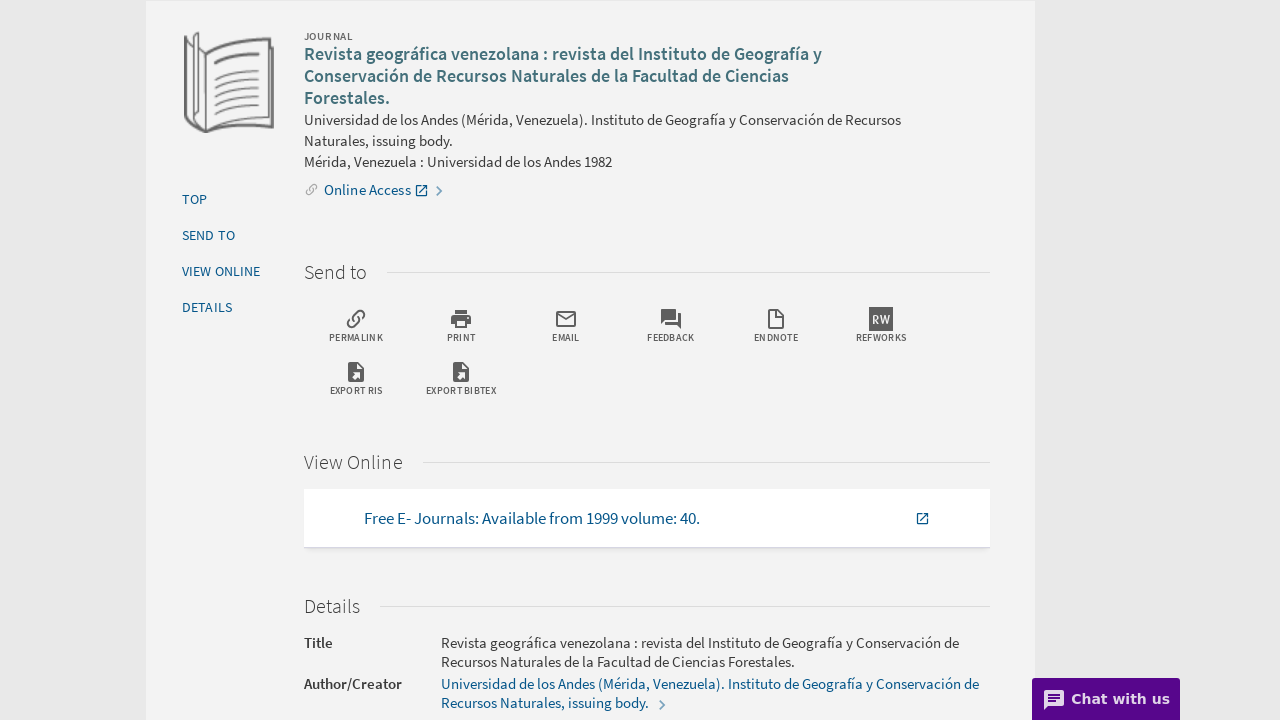 JOURNAL
Revista geográfica venezolana : revista del Instituto de Geografía y
Conservación de Recursos Naturales de la Facultad de Ciencias
Forestales.
Universidad de los Andes (Mérida, Venezuela). Instituto de Geografía y Conservación de Recursos
Naturales, issuing body.
Mérida, Venezuela : Universidad de los Andes 1982
Online Access
TOP
SEND TO
VIEW ONLINE
DETAILS
Send to
PERMALINK
PRINT
EMAIL
FEEDBACK
ENDNOTE
RW
REFWORKS
EXPORT RIS
EXPORT BIBTEX
View Online
Free E- Journals: Available from 1999 volume: 40.
Details
Title
Revista geográfica venezolana : revista del Instituto de Geografía y Conservación de
Recursos Naturales de la Facultad de Ciencias Forestales.
Author/Creator
Universidad de los Andes (Mérida, Venezuela). Instituto de Geografía y Conservación de
Recursos Naturales, issuing body.
Chat with us